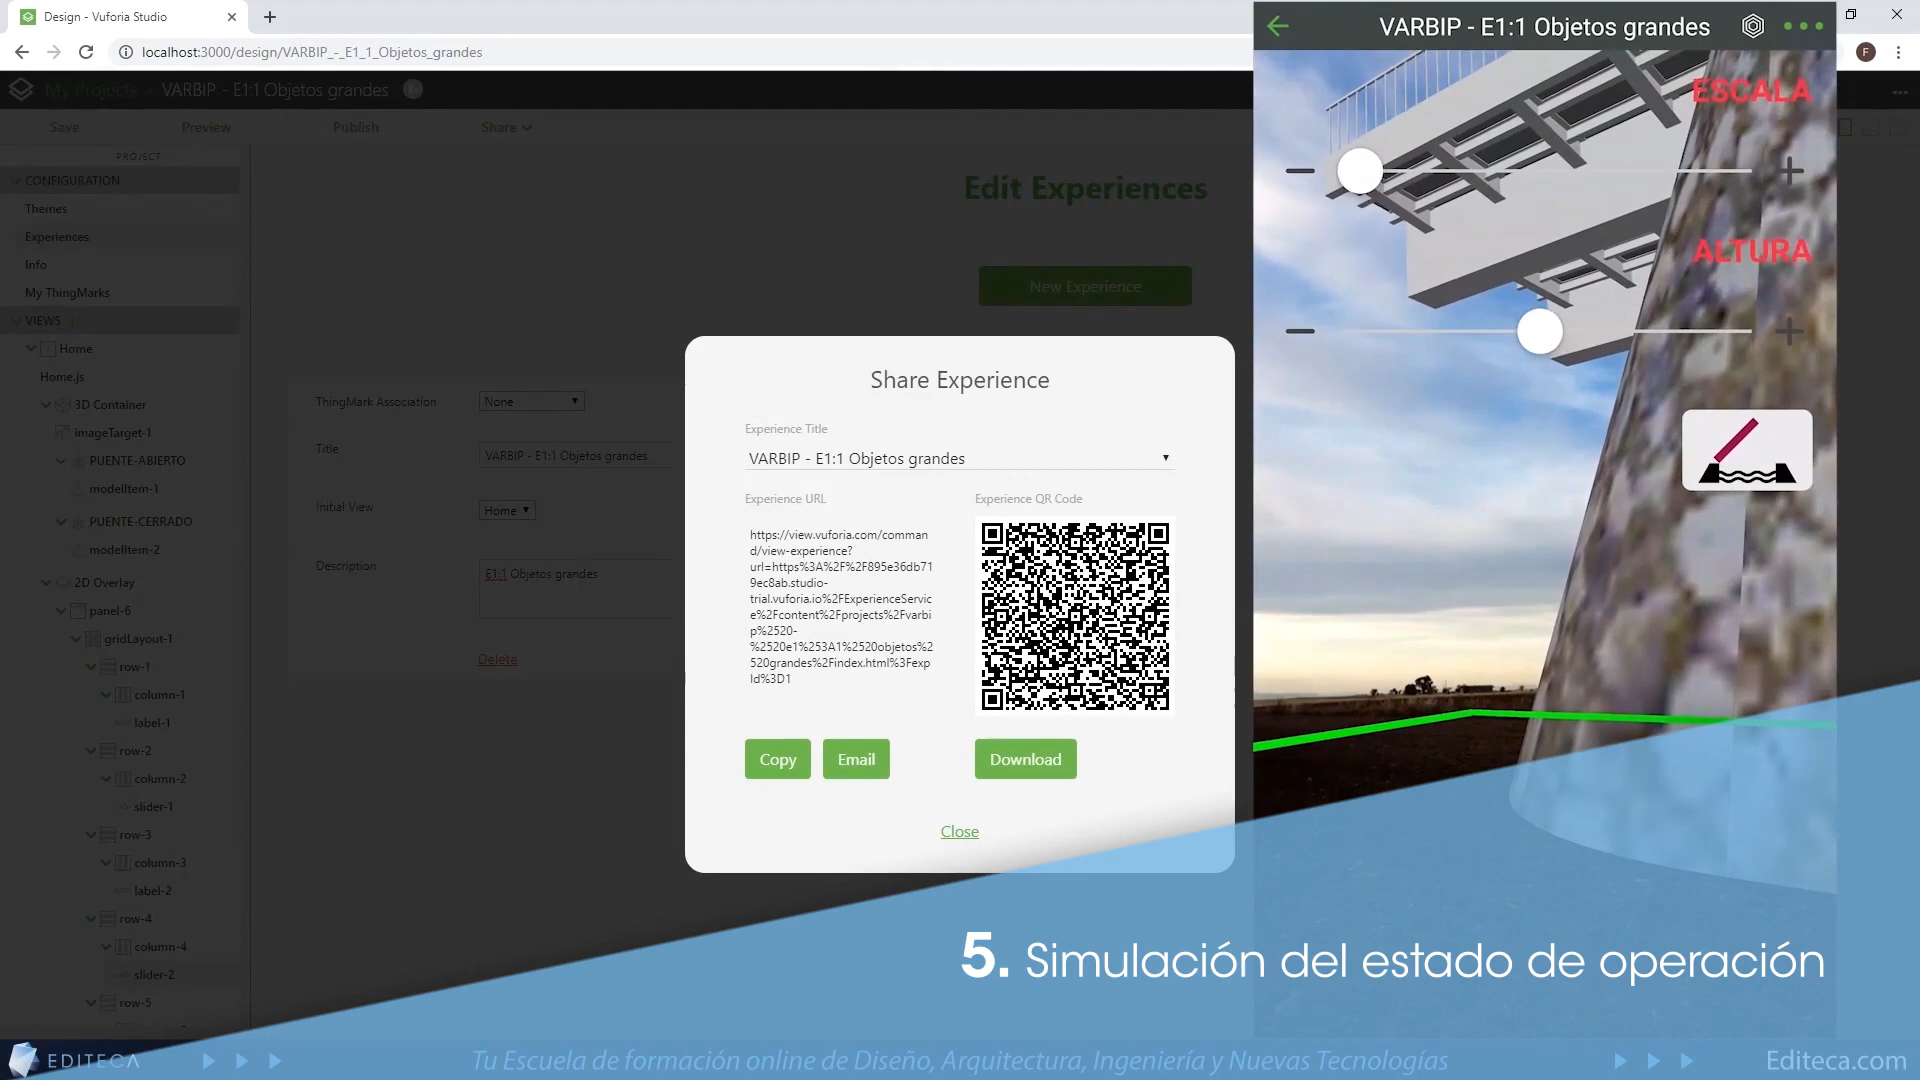 Design - Vuforia Studio
localhost:3000/design/VARBIP_-_E1_1_Objetos_grandes
F
My Projects > VARBIP - E1:1 Objetos grandes
Save Preview Publish Share
PROJECT
CONFIGURATION
Themes
Experiences
Info
My ThingMarks
VIEWS
Home
Home.js
3D Container
imageTarget-1
PUENTE-ABIERTO
modelItem-1
PUENTE-CERRADO
modelItem-2
2D Overlay
panel-6
gridLayout-1
row-1
column-1
label-1
row-2
column-2
slider-1
row-3
column-3
label-2
row-4
column-4
slider-2
row-5
Edit Experiences
New Experience
ThingMark Association None
Title VARBIP - E1:1 Objetos grandes
Initial View Home
Description E1:1 Objetos grandes
Delete
Share Experience
Experience Title
VARBIP - E1:1 Objetos grandes
Experience URL
https://view.vuforia.com/comman
d/view-experience?
url=https%3A%2F%2F895e36db71
9ec8ab.studio-
trial.vuforia.io%2FExperienceServic
e%2Fcontent%2Fprojects%2Fvarbi
p%2520-
%2520e1%253A1%2520objetos%2
520grandes%2Findex.html%3Fexp
Id%3D1
Experience QR Code
Copy Email Download
Close
VARBIP - E1:1 Objetos grandes
ESCALA
ALTURA
5. Simulación del estado de operación
EDITECA
Tu Escuela de formación online de Diseño, Arquitectura, Ingeniería y Nuevas Tecnologías
Editeca.com